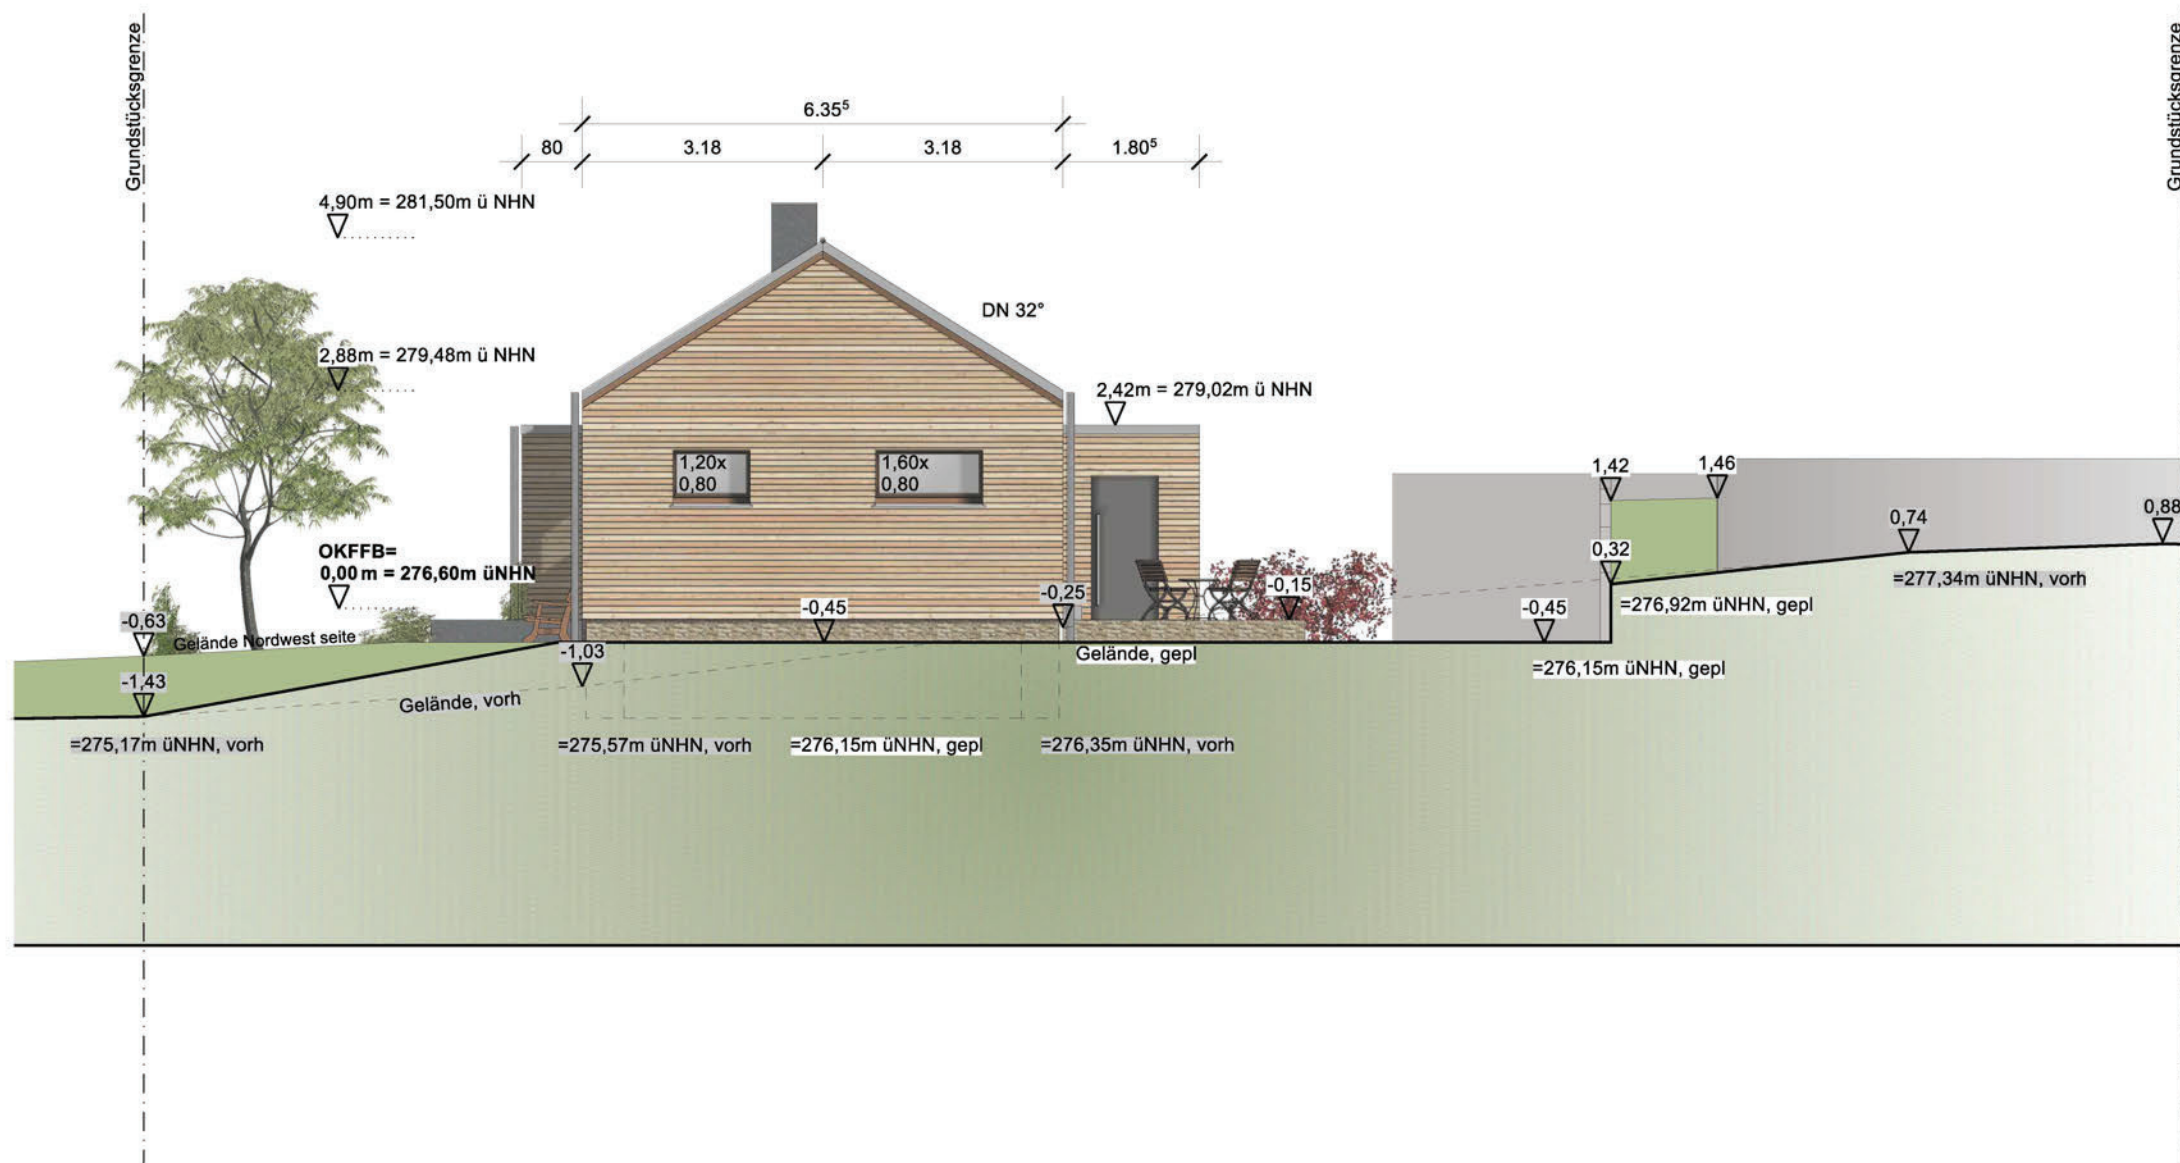 Grundstücksgrenze
Grundstücksgrenze
6.35⁵
80
3.18
3.18
1.80⁵
4,90m = 281,50m ü NHN
DN 32°
2,88m = 279,48m ü NHN
2,42m = 279,02m ü NHN
1,20x
0,80
1,60x
0,80
1,42
1,46
0,88
0,74
OKFFB=
0,00 m = 276,60m üNHN
0,32
=277,34m üNHN, vorh
-0,63
Gelände Nordwest seite
-0,45
-0,25
-0,15
-0,45
=276,92m üNHN, gepl
-1,03
Gelände, gepl
=276,15m üNHN, gepl
-1,43
Gelände, vorh
=275,17m üNHN, vorh
=275,57m üNHN, vorh
=276,15m üNHN, gepl
=276,35m üNHN, vorh